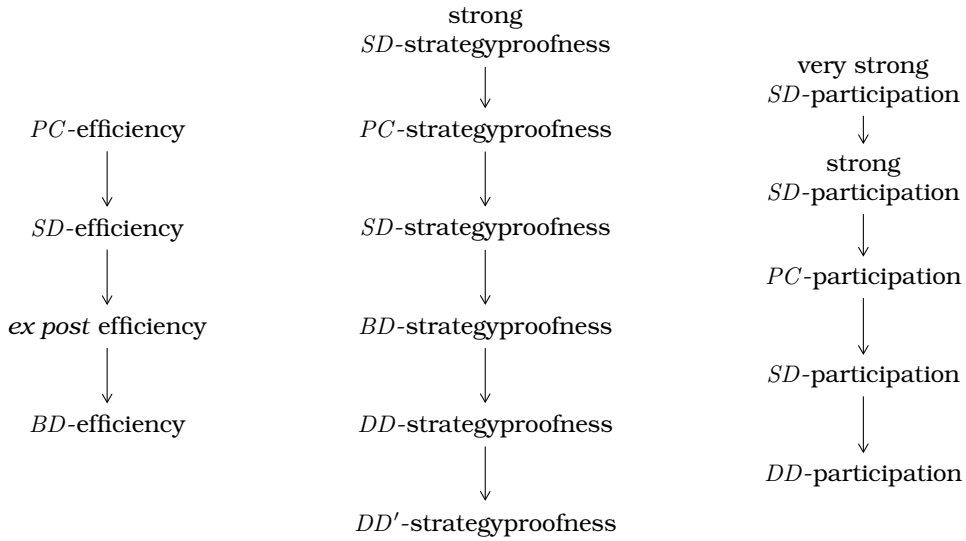 PC-efficiency
SD-efficiency
ex post efficiency
BD-efficiency
strong
SD-strategyproofness
PC-strategyproofness
SD-strategyproofness
BD-strategyproofness
DD-strategyproofness
DD′-strategyproofness
very strong
SD-participation
strong
SD-participation
PC-participation
SD-participation
DD-participation